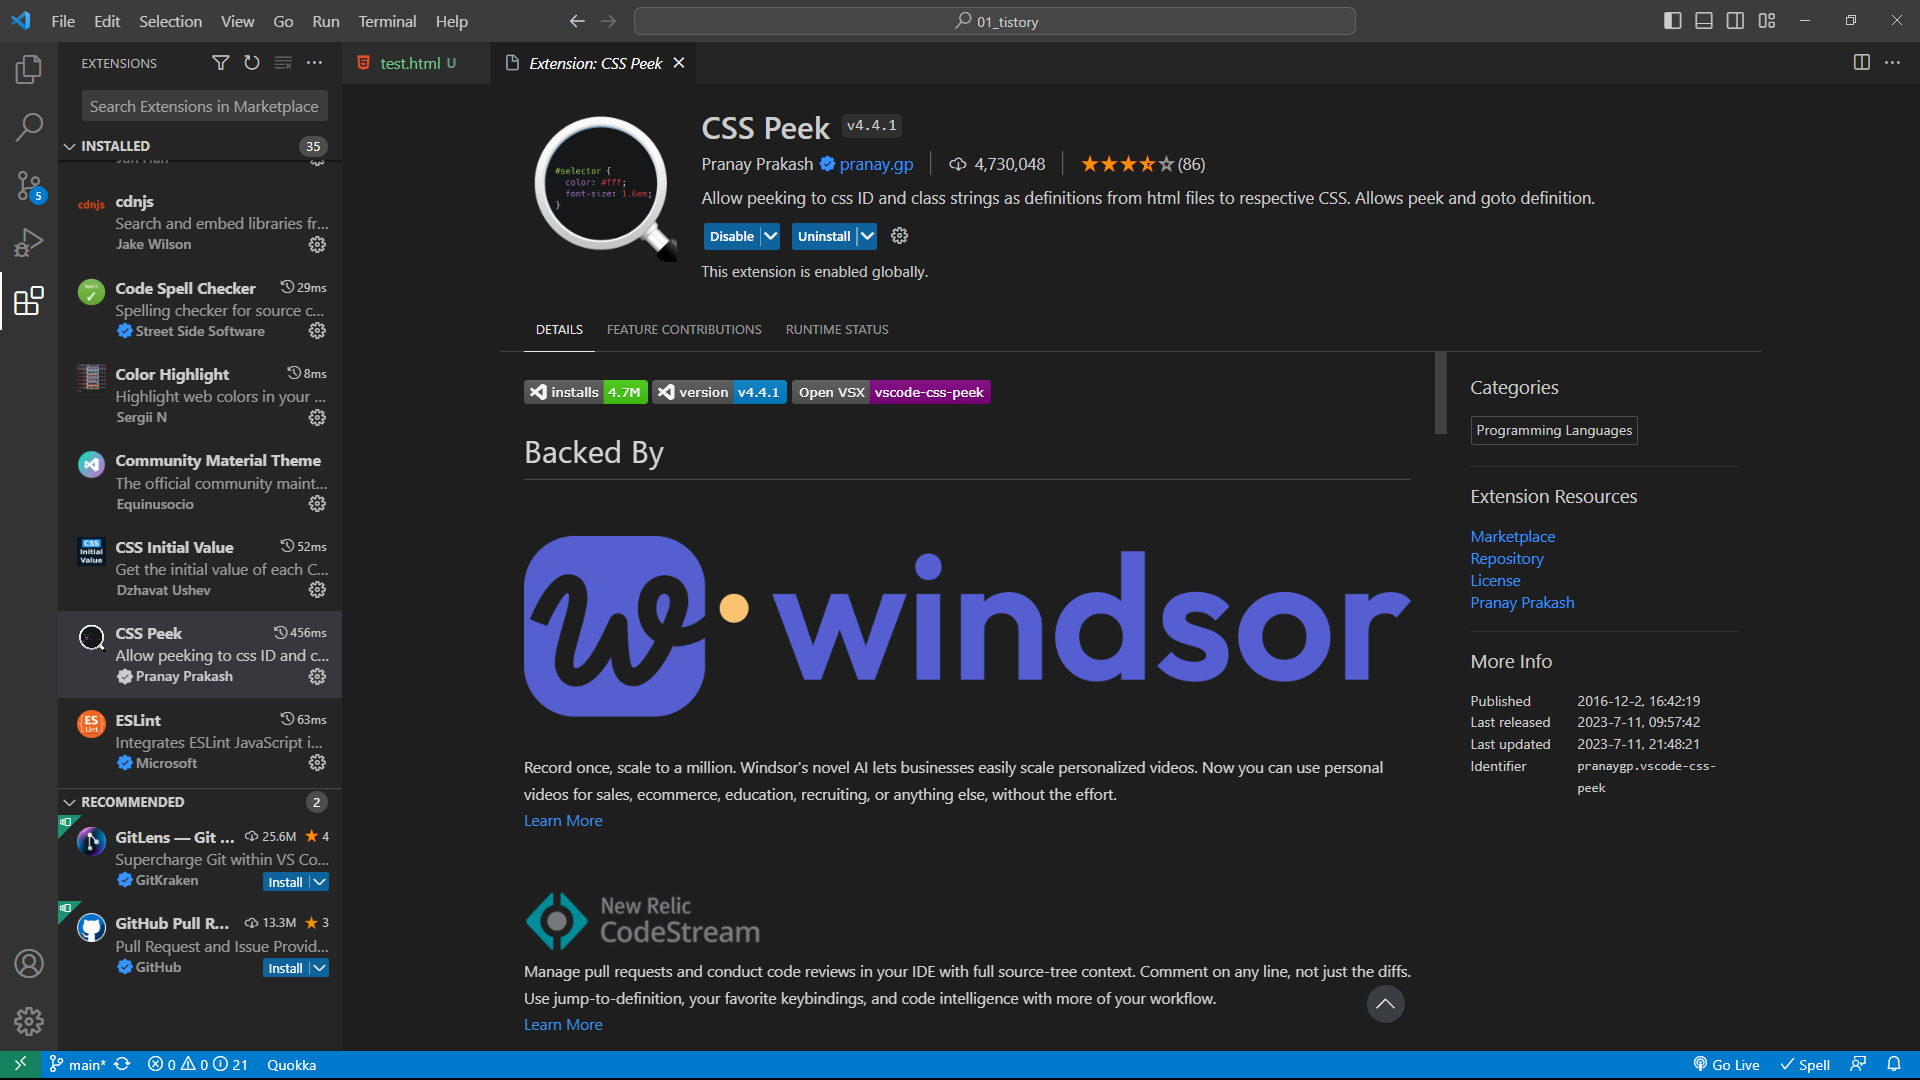 File Edit Selection View Go Run Terminal Help
01_tistory
EXTENSIONS
Search Extensions in Marketplace
INSTALLED 35
cdnjs
cdnjs
Search and embed libraries fr...
Jake Wilson
Code Spell Checker 29ms
Spelling checker for source c...
Street Side Software
Color Highlight 8ms
Highlight web colors in your ...
Sergii N
Community Material Theme
The official community maint...
Equinusocio
CSS Initial Value
CSS Initial Value 52ms
Get the initial value of each C...
Dzhavat Ushev
CSS Peek 456ms
Allow peeking to css ID and c...
Pranay Prakash
ES Lint
ESLint 63ms
Integrates ESLint JavaScript i...
Microsoft
RECOMMENDED 2
GitLens — Git ... 25.6M 4
Supercharge Git within VS Co...
GitKraken Install
GitHub Pull R... 13.3M 3
Pull Request and Issue Provid...
GitHub Install
5
test.html U
Extension: CSS Peek
#selector {
color: #fff;
font-size: 1.6em;
}
CSS Peek v4.4.1
Pranay Prakash pranay.gp 4,730,048 (86)
Allow peeking to css ID and class strings as definitions from html files to respective CSS. Allows peek and goto definition.
Disable Uninstall
This extension is enabled globally.
DETAILS FEATURE CONTRIBUTIONS RUNTIME STATUS
installs 4.7M version v4.4.1 Open VSX vscode-css-peek
Backed By
w windsor
Record once, scale to a million. Windsor's novel AI lets businesses easily scale personalized videos. Now you can use personal
videos for sales, ecommerce, education, recruiting, or anything else, without the effort.
Learn More
New Relic
CodeStream
Manage pull requests and conduct code reviews in your IDE with full source-tree context. Comment on any line, not just the diffs.
Use jump-to-definition, your favorite keybindings, and code intelligence with more of your workflow.
Learn More
Categories
Programming Languages
Extension Resources
Marketplace
Repository
License
Pranay Prakash
More Info
Published 2016-12-2, 16:42:19
Last released 2023-7-11, 09:57:42
Last updated 2023-7-11, 21:48:21
Identifier pranaygp.vscode-css-
peek
main* 0 0 21 Quokka
Go Live Spell